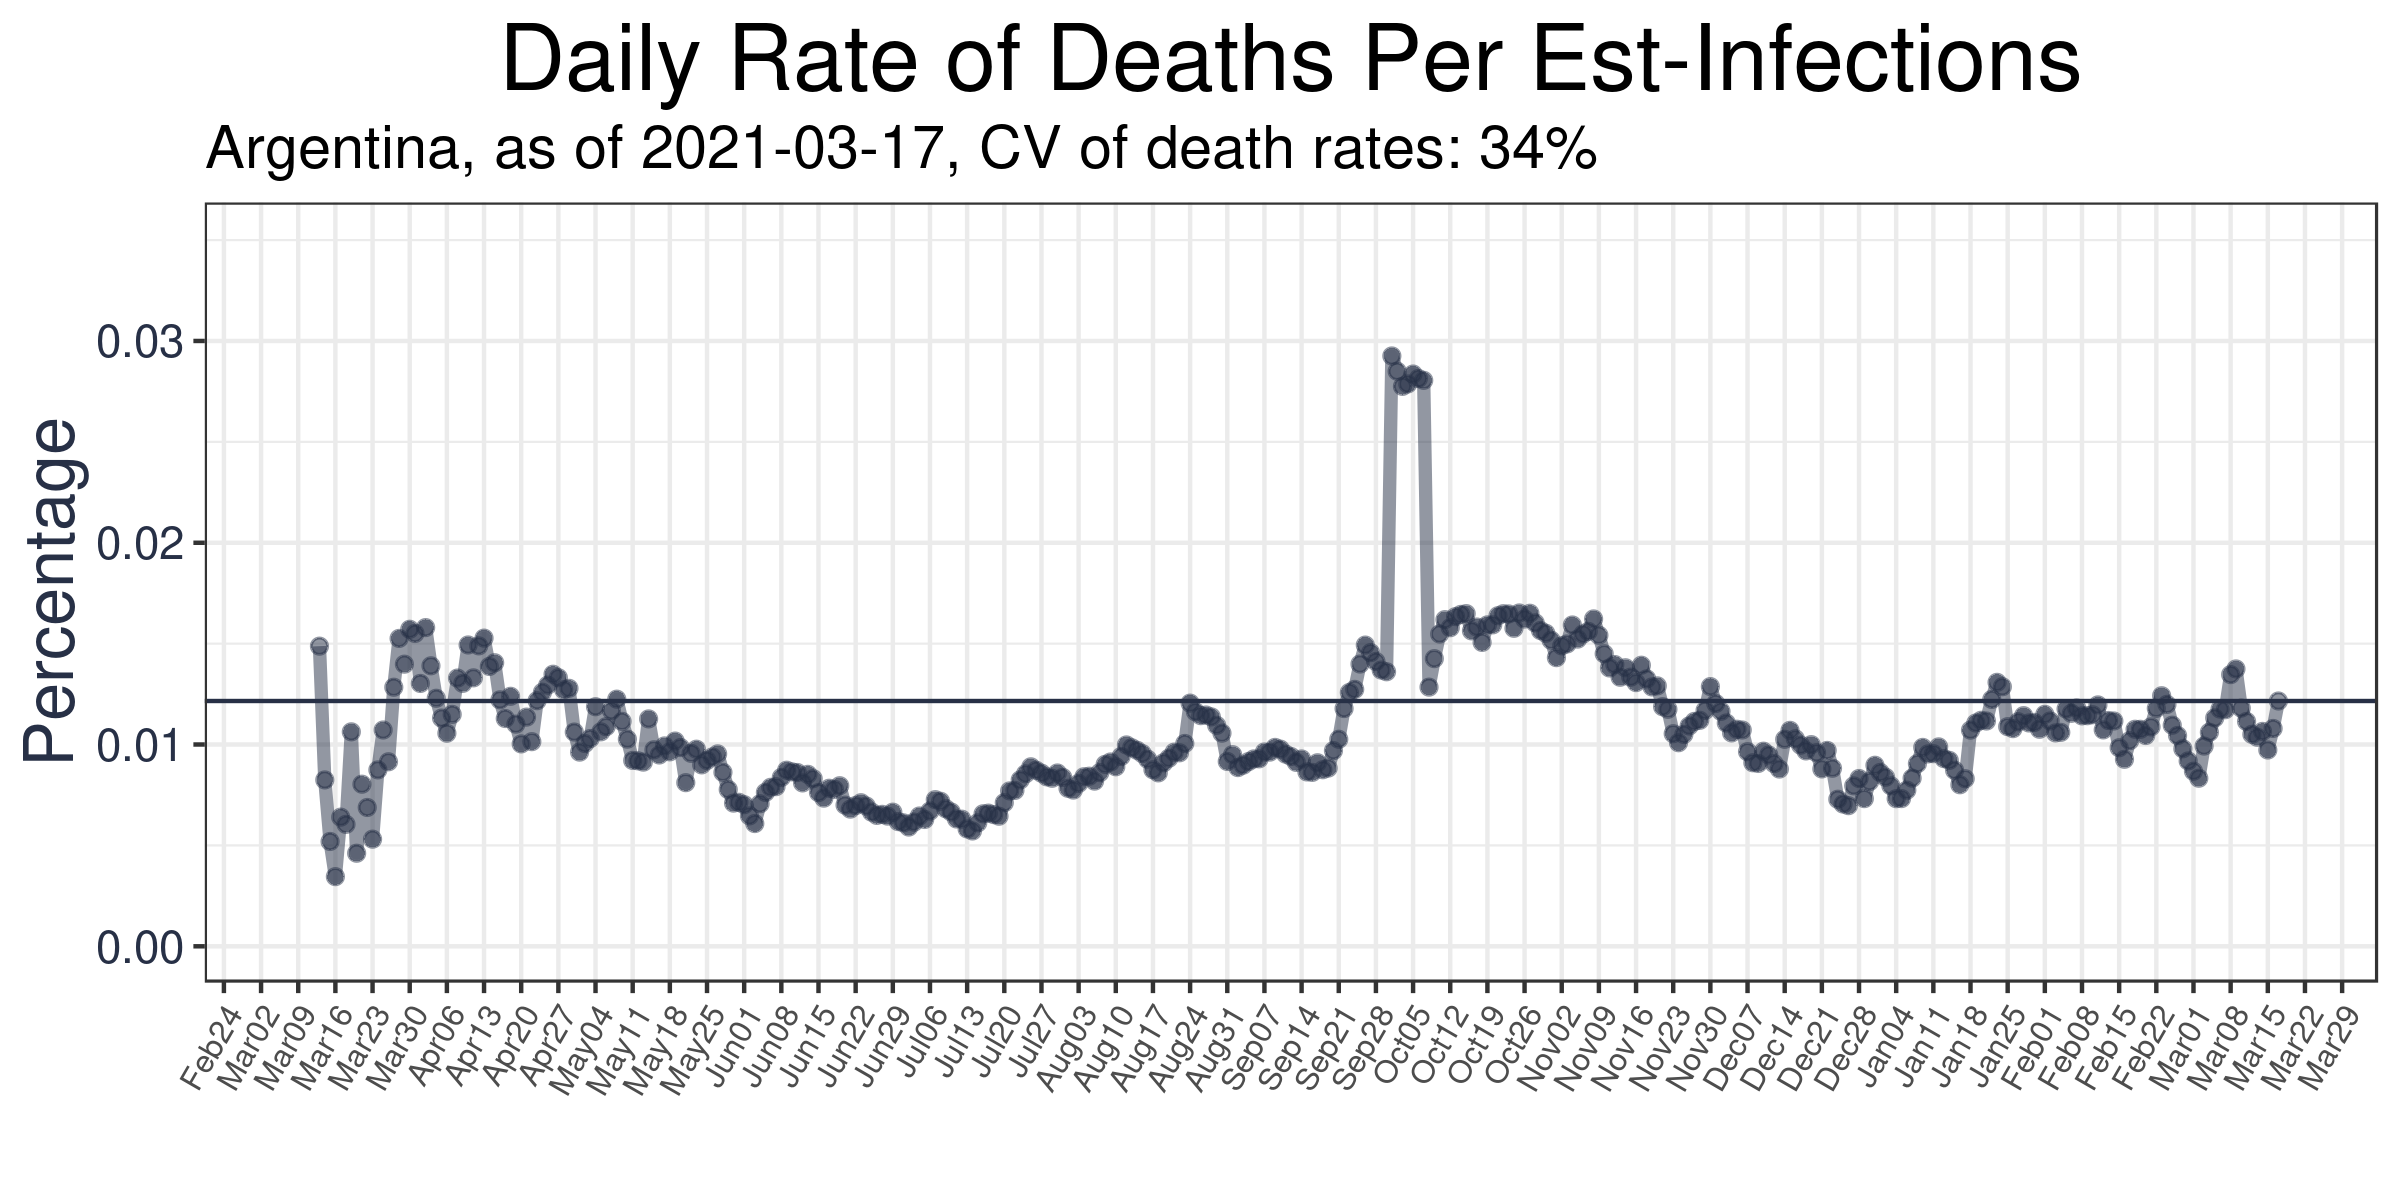 Daily Rate of Deaths Per Est-Infections
Argentina, as of 2021-03-17, CV of death rates: 34%
Percentage
0.03
0.02
0.01
0.00
Feb24
Mar02
Mar09
Mar16
Mar23
Mar30
Apr06
Apr13
Apr20
Apr27
May04
May11
May18
May25
Jun01
Jun08
Jun15
Jun22
Jun29
Jul06
Jul13
Jul20
Jul27
Aug03
Aug10
Aug17
Aug24
Aug31
Sep07
Sep14
Sep21
Sep28
Oct05
Oct12
Oct19
Oct26
Nov02
Nov09
Nov16
Nov23
Nov30
Dec07
Dec14
Dec21
Dec28
Jan04
Jan11
Jan18
Jan25
Feb01
Feb08
Feb15
Feb22
Mar01
Mar08
Mar15
Mar22
Mar29